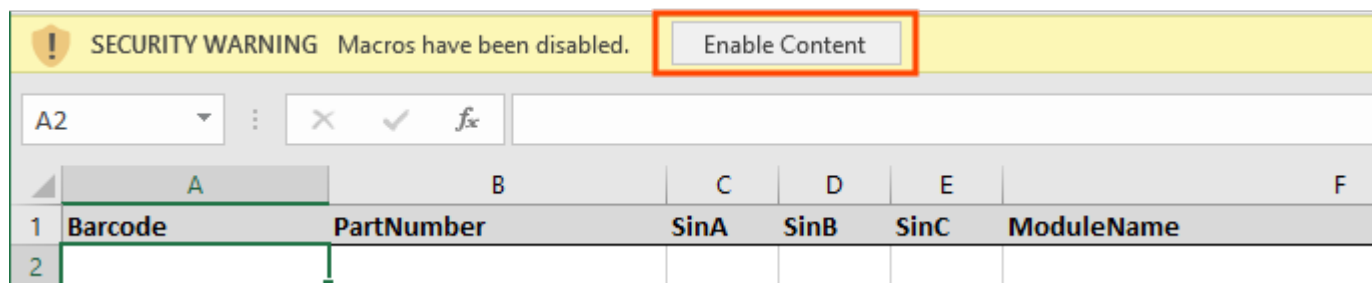 SECURITY WARNING Macros have been disabled. Enable Content
A2 fx
A B C D E F
1 Barcode PartNumber SinA SinB SinC ModuleName
2